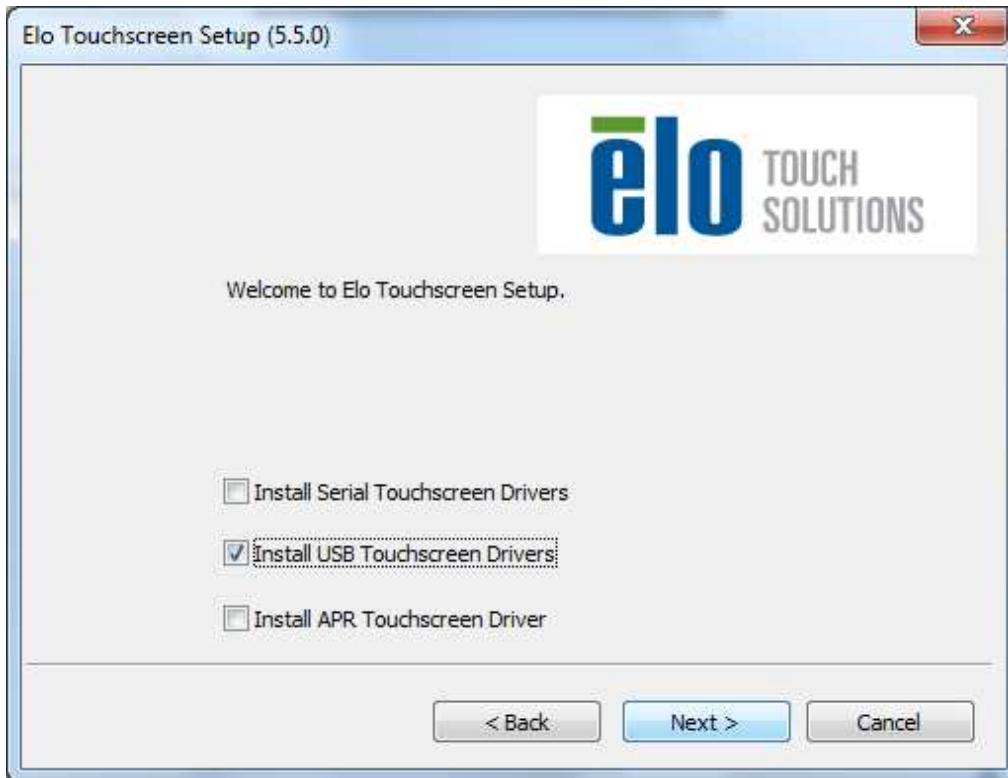 Elo Touchscreen Setup (5.5.0)
ēlo TOUCH
SOLUTIONS
Welcome to Elo Touchscreen Setup.
Install Serial Touchscreen Drivers
Install USB Touchscreen Drivers
Install APR Touchscreen Driver
< Back Next > Cancel